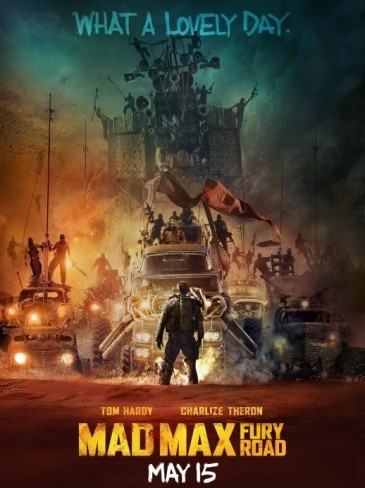 WHAT A LOVELY DAY.
TOM HARDY CHARLIZE THERON
MAD MAX FURY ROAD
MAY 15